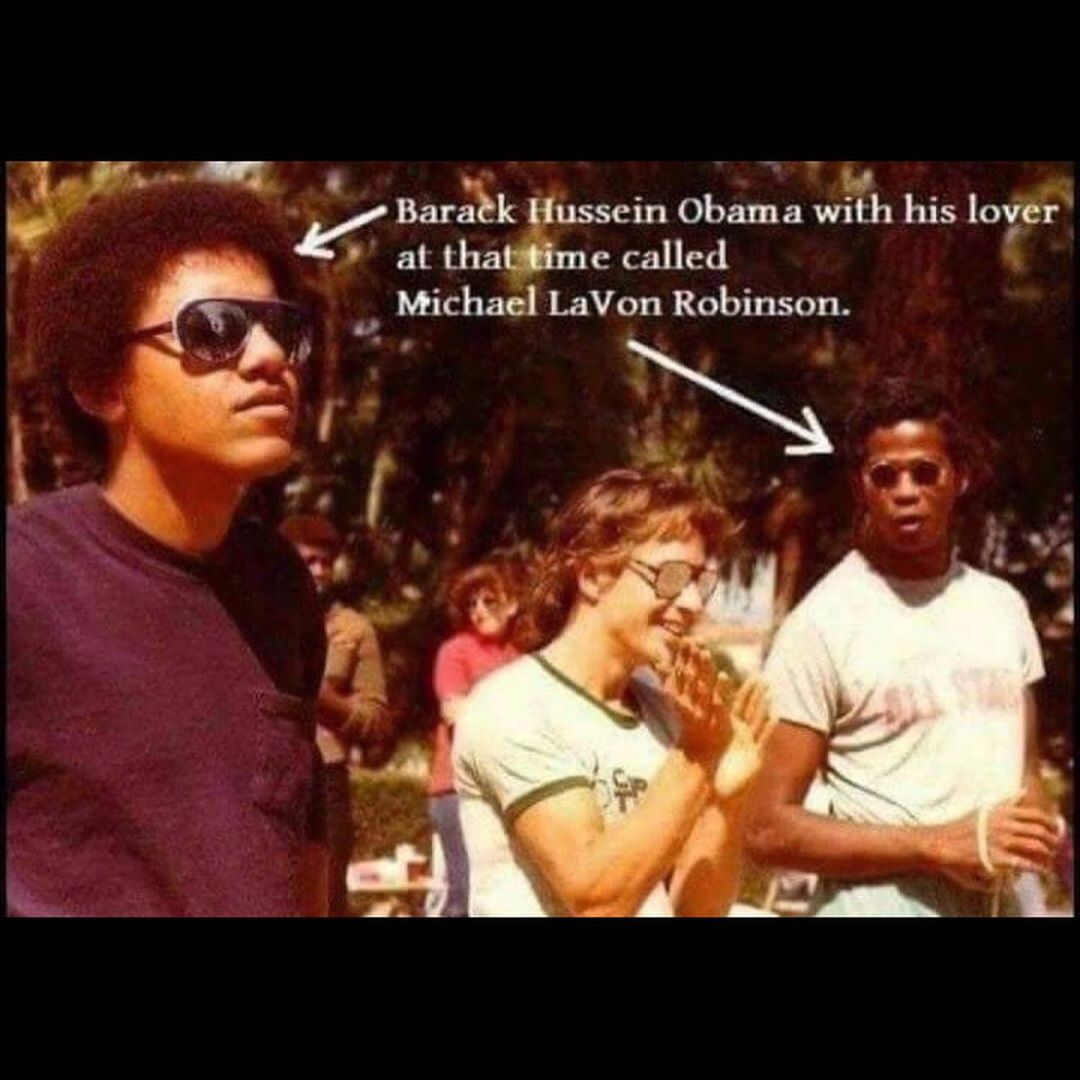 Barack Hussein Obama with his lover
at that time called
Michael LaVon Robinson.